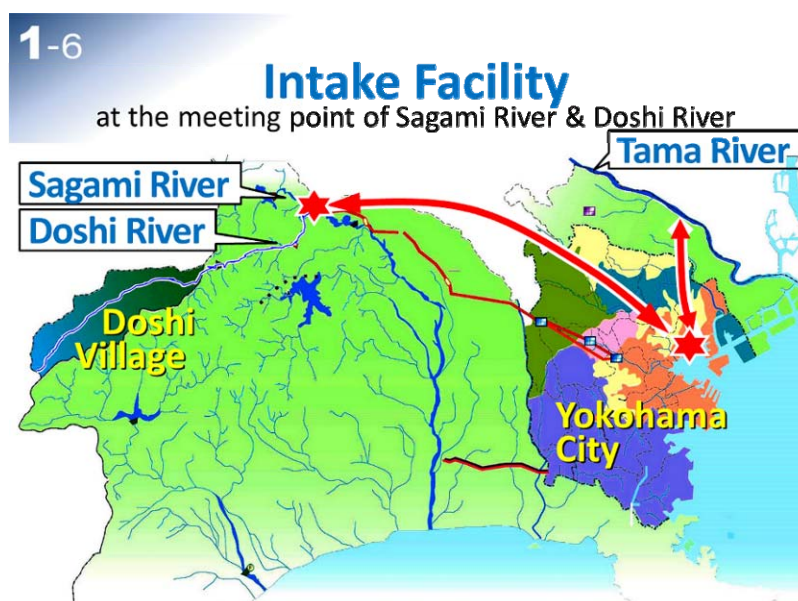 1-6
Intake Facility
at the meeting point of Sagami River & Doshi River
Tama River
Sagami River
Doshi River
Doshi
Village
Yokohama
City